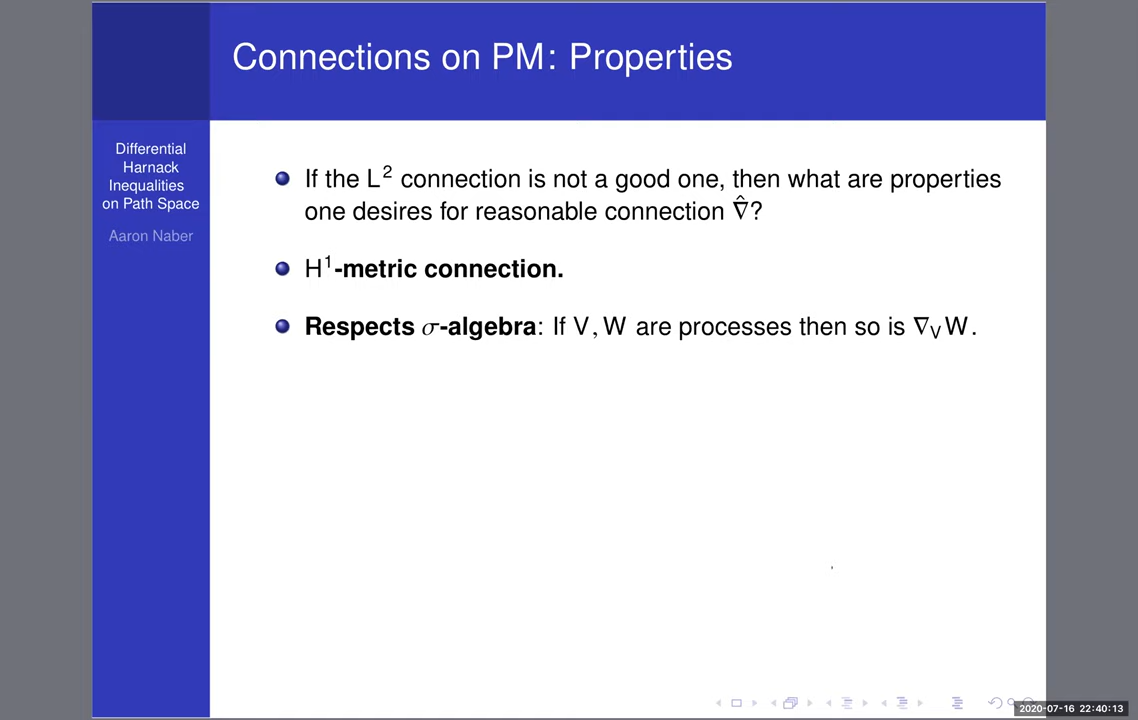 Connections on PM: Properties
Differential
Harnack
Inequalities
on Path Space
Aaron Naber
If the L² connection is not a good one, then what are properties
one desires for reasonable connection ∇̂?
H¹-metric connection.
Respects σ-algebra: If V, W are processes then so is ∇_V W.
2020-07-16 22:40:13